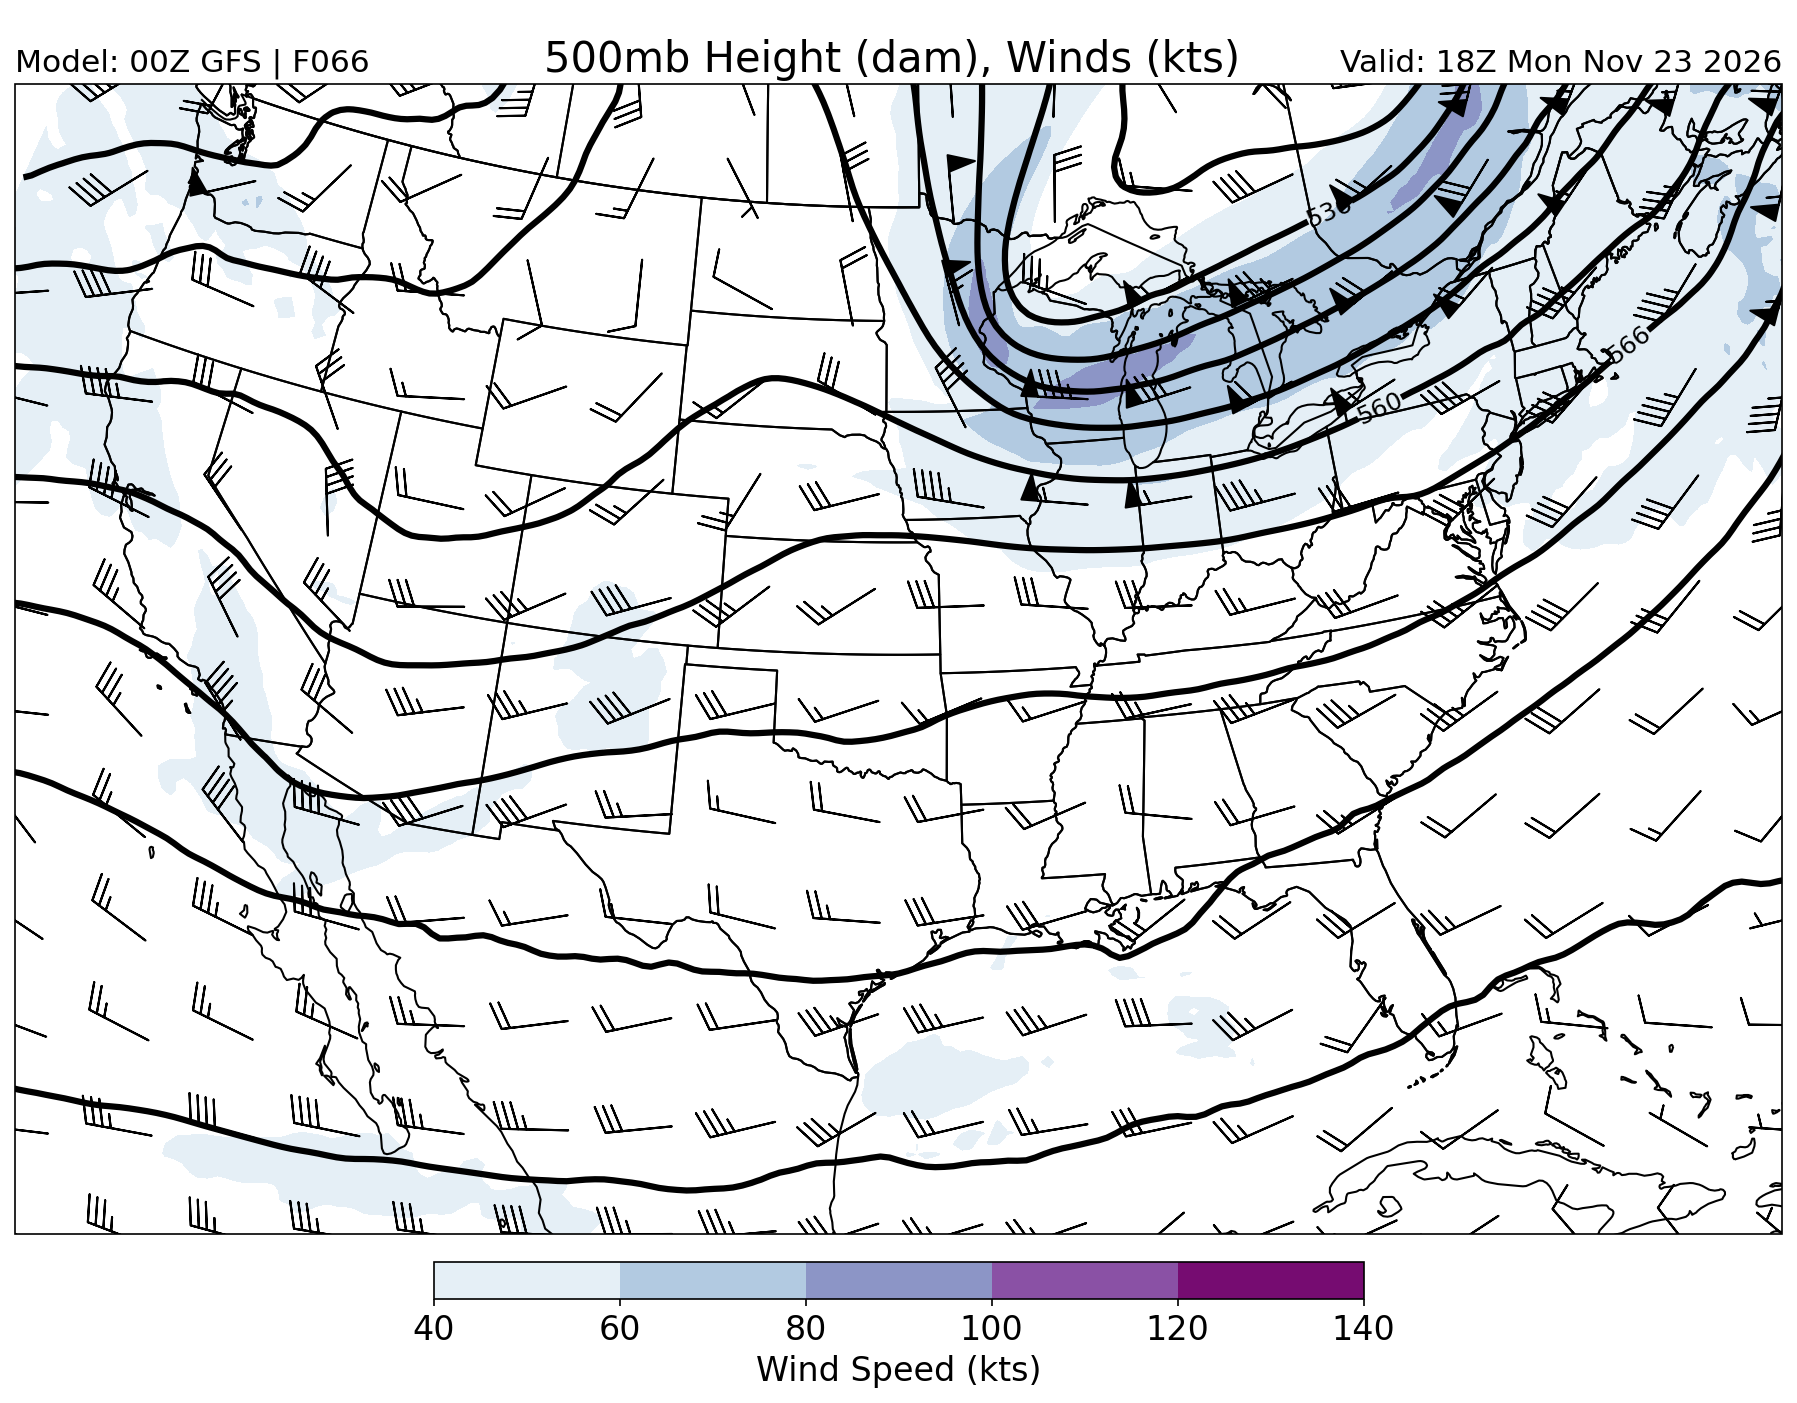 Model: 00Z GFS | F066
500mb Height (dam), Winds (kts)
Valid: 18Z Mon Nov 23 2026
536
566
560
40 60 80 100 120 140
Wind Speed (kts)